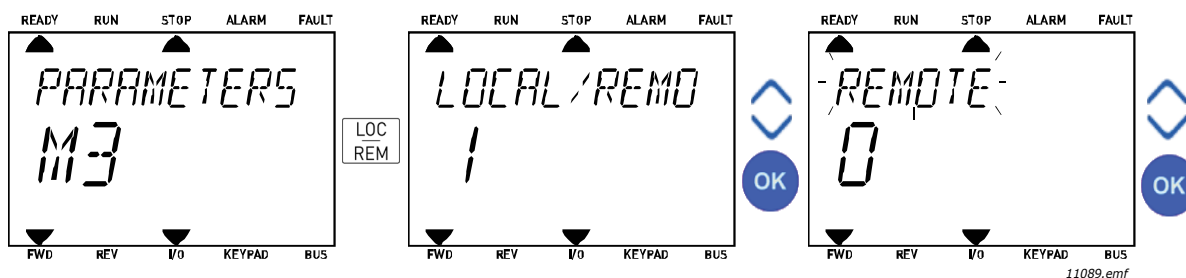 READY RUN STOP ALARM FAULT
PARAMETERS
M3
FWD REV I/O KEYPAD BUS
LOC
REM
READY RUN STOP ALARM FAULT
LOCAL/REMO
1
FWD REV I/O KEYPAD BUS
OK
READY RUN STOP ALARM FAULT
REMOTE
0
FWD REV I/O KEYPAD BUS
OK
11089.emf